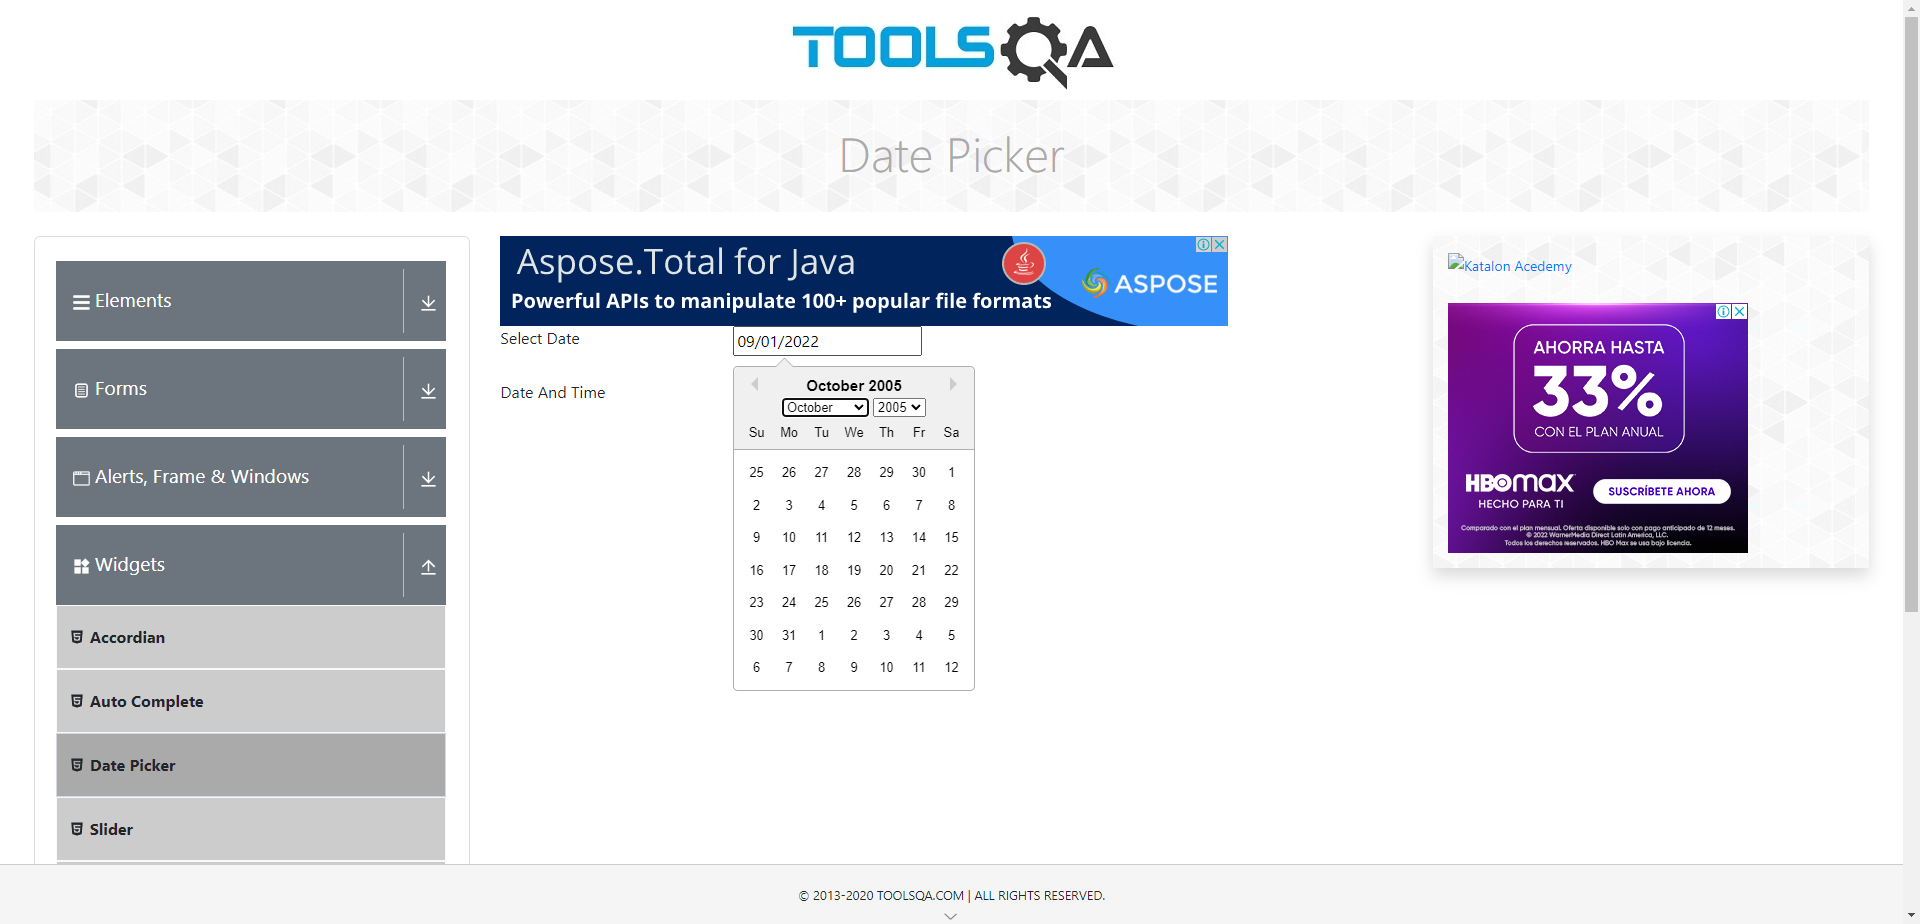 TOOLSQA
Date Picker
Elements
Forms
Alerts, Frame & Windows
Widgets
Accordian
Auto Complete
Date Picker
Slider
Aspose.Total for Java
Powerful APIs to manipulate 100+ popular file formats
ASPOSE
Select Date
09/01/2022
Date And Time
October 2005
October 2005
Su Mo Tu We Th Fr Sa
25 26 27 28 29 30 1
2 3 4 5 6 7 8
9 10 11 12 13 14 15
16 17 18 19 20 21 22
23 24 25 26 27 28 29
30 31 1 2 3 4 5
6 7 8 9 10 11 12
Katalon Acedemy
AHORRA HASTA
33%
CON EL PLAN ANUAL
HBOMAX
HECHO PARA TI
SUSCRÍBETE AHORA
Comparado con el plan mensual. Oferta disponible solo con pago anticipado de 12 meses.
© 2022 WarnerMedia Direct Latin America, LLC.
Todos los derechos reservados. HBO Max se usa bajo licencia.
© 2013-2020 TOOLSQA.COM | ALL RIGHTS RESERVED.